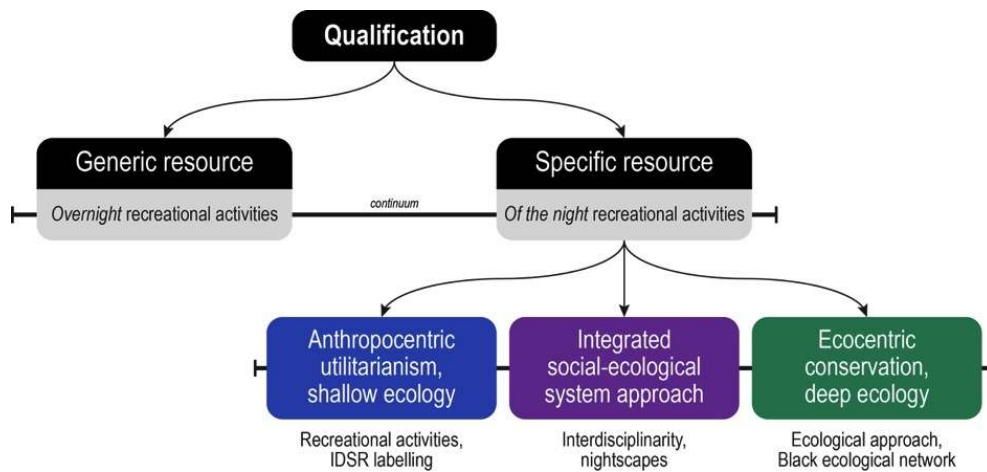 Qualification
Generic resource
Overnight recreational activities
continuum
Specific resource
Of the night recreational activities
Anthropocentric
utilitarianism,
shallow ecology
Recreational activities,
IDSR labelling
Integrated
social-ecological
system approach
Interdisciplinarity,
nightscapes
Ecocentric
conservation,
deep ecology
Ecological approach,
Black ecological network